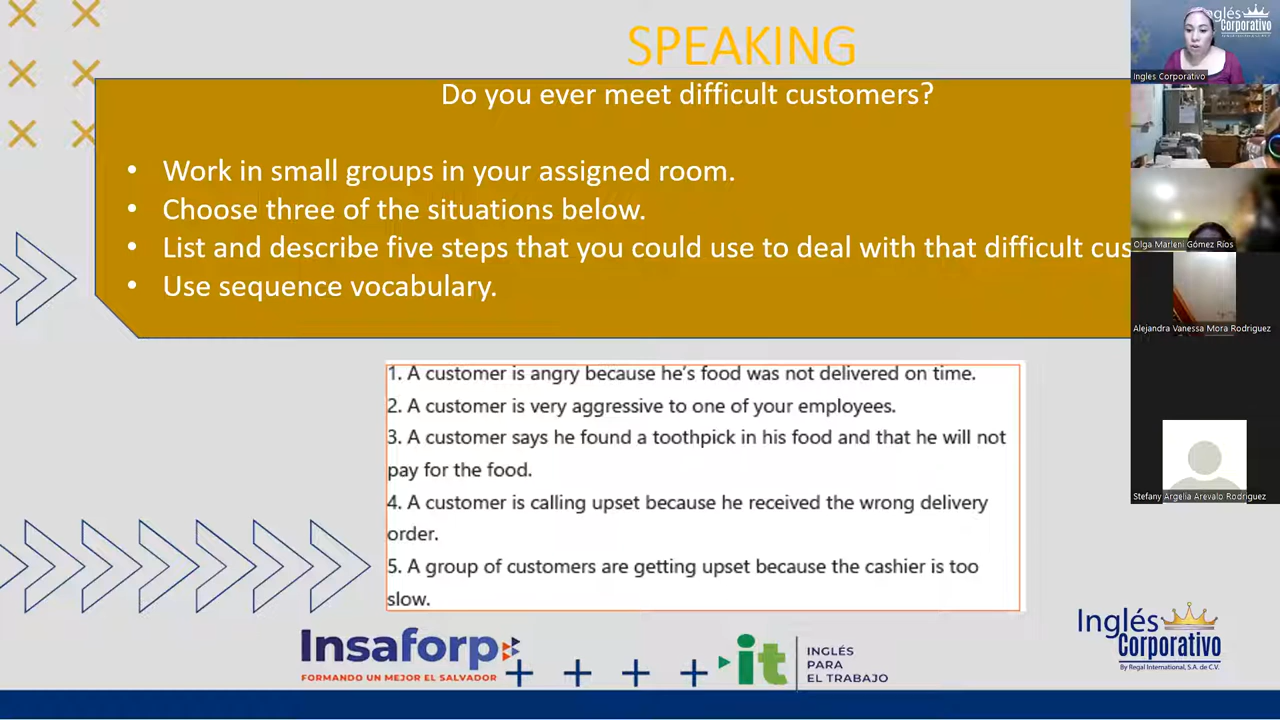 SPEAKING
Do you ever meet difficult customers?
• Work in small groups in your assigned room.
• Choose three of the situations below.
• List and describe five steps that you could use to deal with that difficult cus
• Use sequence vocabulary.
1. A customer is angry because he's food was not delivered on time.
2. A customer is very aggressive to one of your employees.
3. A customer says he found a toothpick in his food and that he will not
pay for the food.
4. A customer is calling upset because he received the wrong delivery
order.
5. A group of customers are getting upset because the cashier is too
slow.
Insaforp
FORMANDO UN MEJOR EL SALVADOR
it
INGLÉS
PARA
EL TRABAJO
Inglés
Corporativo
By Regal International, S.A. de C.V.
Inglés
Corporativo
Ingles Corporativo
Olga Marleni Gómez Ríos
Alejandra Vanessa Mora Rodriguez
Stefany Argelia Arevalo Rodriguez